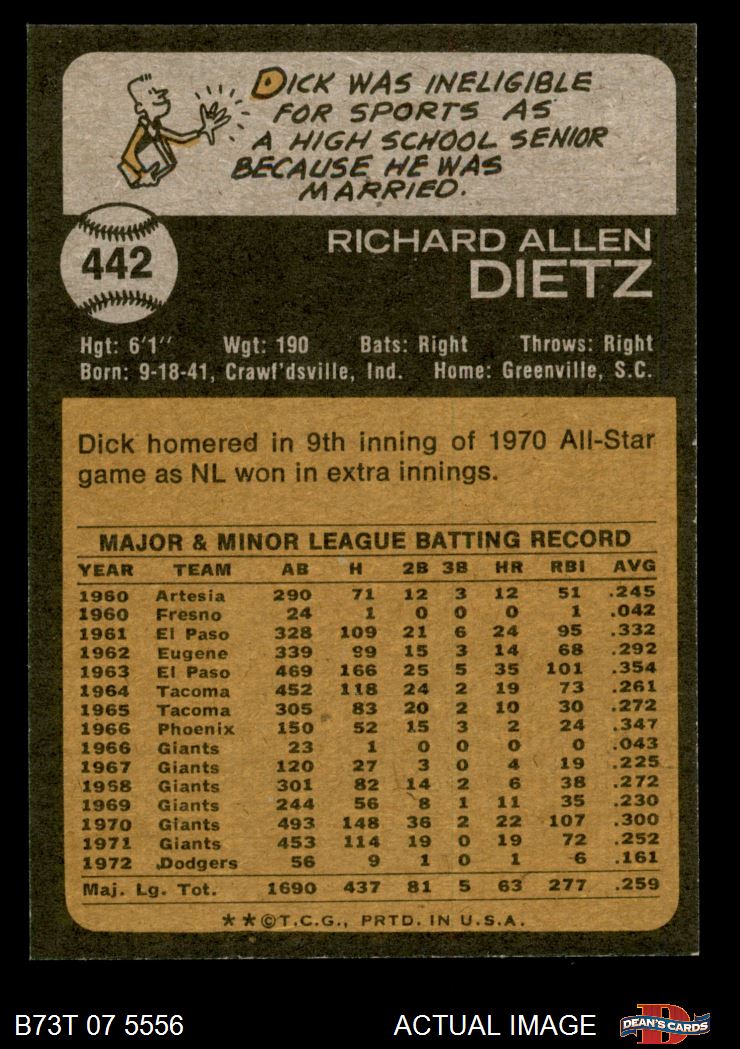 DICK WAS INELIGIBLE
FOR SPORTS AS
A HIGH SCHOOL SENIOR
BECAUSE HE WAS
MARRIED.
442
RICHARD ALLEN
DIETZ
Hgt: 6'1" Wgt: 190 Bats: Right Throws: Right
Born: 9-18-41, Crawf'dsville, Ind. Home: Greenville, S.C.
Dick homered in 9th inning of 1970 All-Star
game as NL won in extra innings.
MAJOR & MINOR LEAGUE BATTING RECORD
YEAR TEAM AB H 2B 3B HR RBI AVG
1960 Artesia 290 71 12 3 12 51 .245
1960 Fresno 24 1 0 0 0 1 .042
1961 El Paso 328 109 21 6 24 95 .332
1962 Eugene 339 99 15 3 14 68 .292
1963 El Paso 469 166 25 5 35 101 .354
1964 Tacoma 452 118 24 2 19 73 .261
1965 Tacoma 305 83 20 2 10 30 .272
1966 Phoenix 150 52 15 3 2 24 .347
1966 Giants 23 1 0 0 0 0 .043
1967 Giants 120 27 3 0 4 19 .225
1968 Giants 301 82 14 2 6 38 .272
1969 Giants 244 56 8 1 11 35 .230
1970 Giants 493 148 36 2 22 107 .300
1971 Giants 453 114 19 0 19 72 .252
1972 Dodgers 56 9 1 0 1 6 .161
Maj. Lg. Tot. 1690 437 81 5 63 277 .259
* * ©T.C.G., PRTD. IN U.S.A.
B73T 07 5556 ACTUAL IMAGE D DEAN'S CARDS